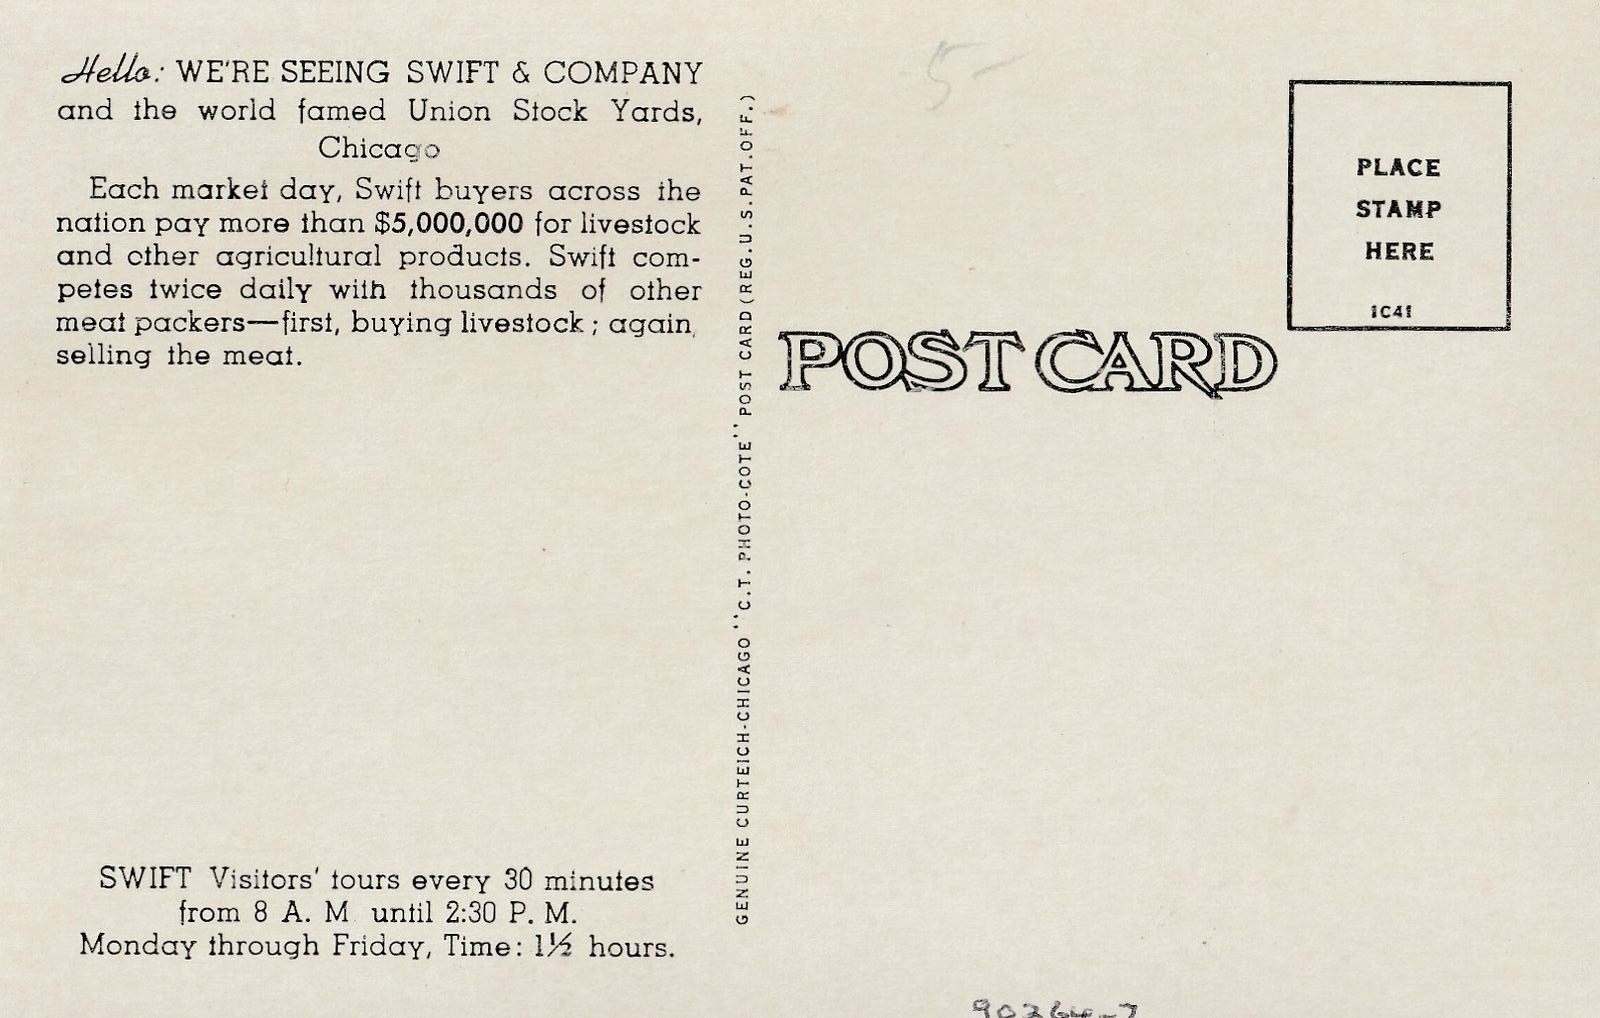 Hello: WE'RE SEEING SWIFT & COMPANY
and the world famed Union Stock Yards,
Chicago
Each market day, Swift buyers across the
nation pay more than $5,000,000 for livestock
and other agricultural products. Swift com-
petes twice daily with thousands of other
meat packers—first, buying livestock; again,
selling the meat.
SWIFT Visitors' tours every 30 minutes
from 8 A. M until 2:30 P. M.
Monday through Friday, Time: 1½ hours.
GENUINE CURTEICH-CHICAGO "C.T. PHOTO-COTE" POST CARD (REG. U.S. PAT. OFF.)
5-
POST CARD
PLACE
STAMP
HERE
1C41